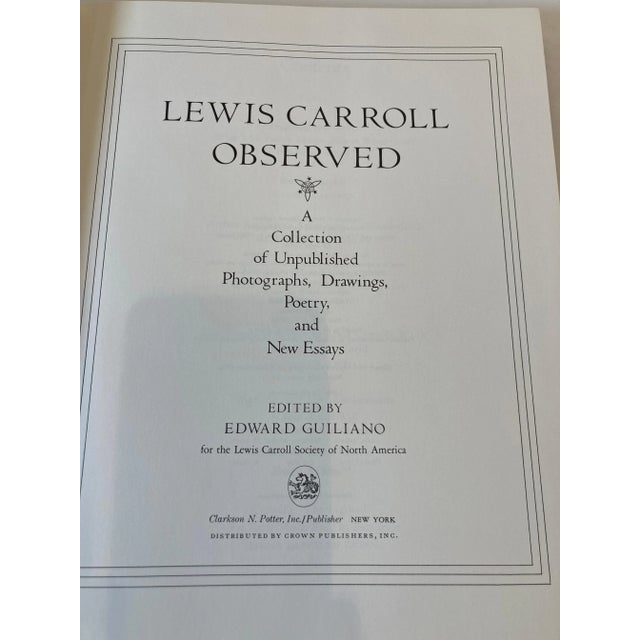 LEWIS CARROLL
OBSERVED
A
Collection
of Unpublished
Photographs, Drawings,
Poetry,
and
New Essays
EDITED BY
EDWARD GUILIANO
for the Lewis Carroll Society of North America
Clarkson N. Potter, Inc./Publisher NEW YORK
DISTRIBUTED BY CROWN PUBLISHERS, INC.